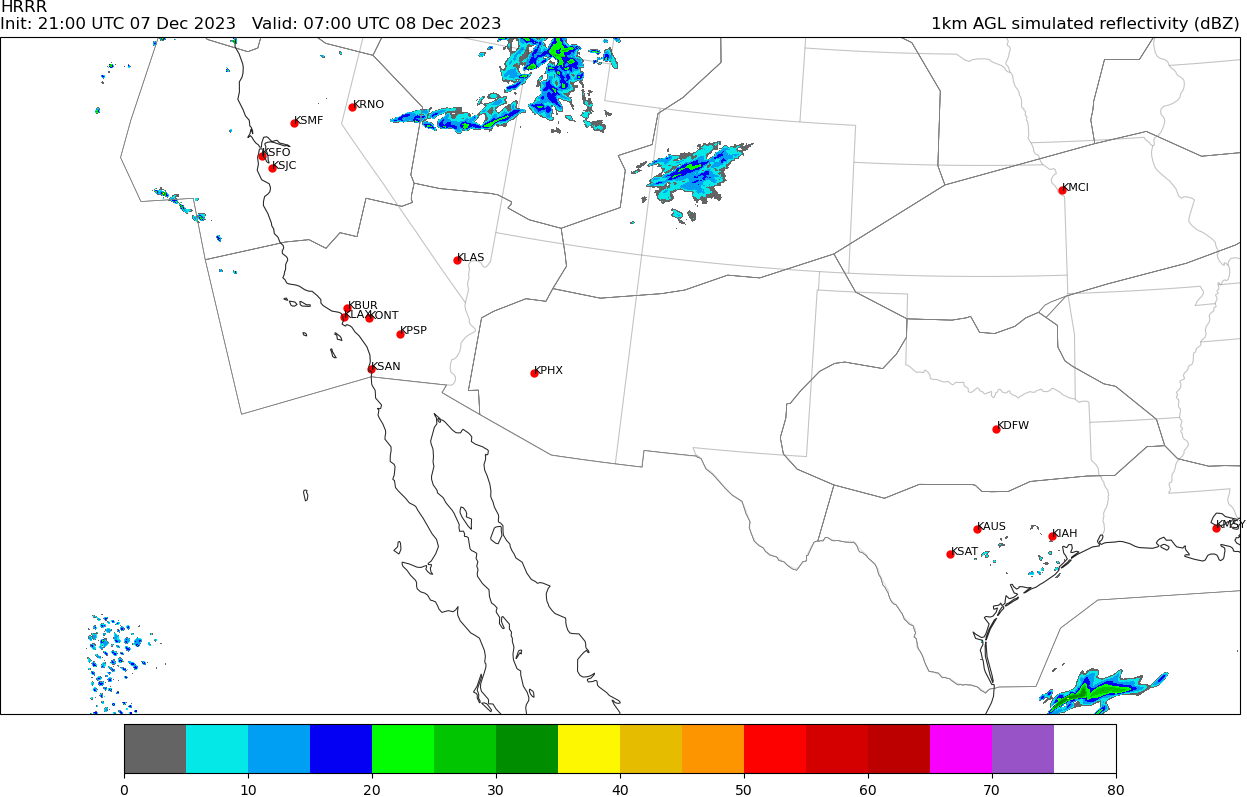 HRRR
Init: 21:00 UTC 07 Dec 2023   Valid: 07:00 UTC 08 Dec 2023   1km AGL simulated reflectivity (dBZ)
KRNO
KSMF
KSFO
KSJC
KMCI
KLAS
KBUR
KLAX
KONT
KPSP
KSAN
KPHX
KDFW
KAUS
KIAH
KMSY
KSAT
0 10 20 30 40 50 60 70 80